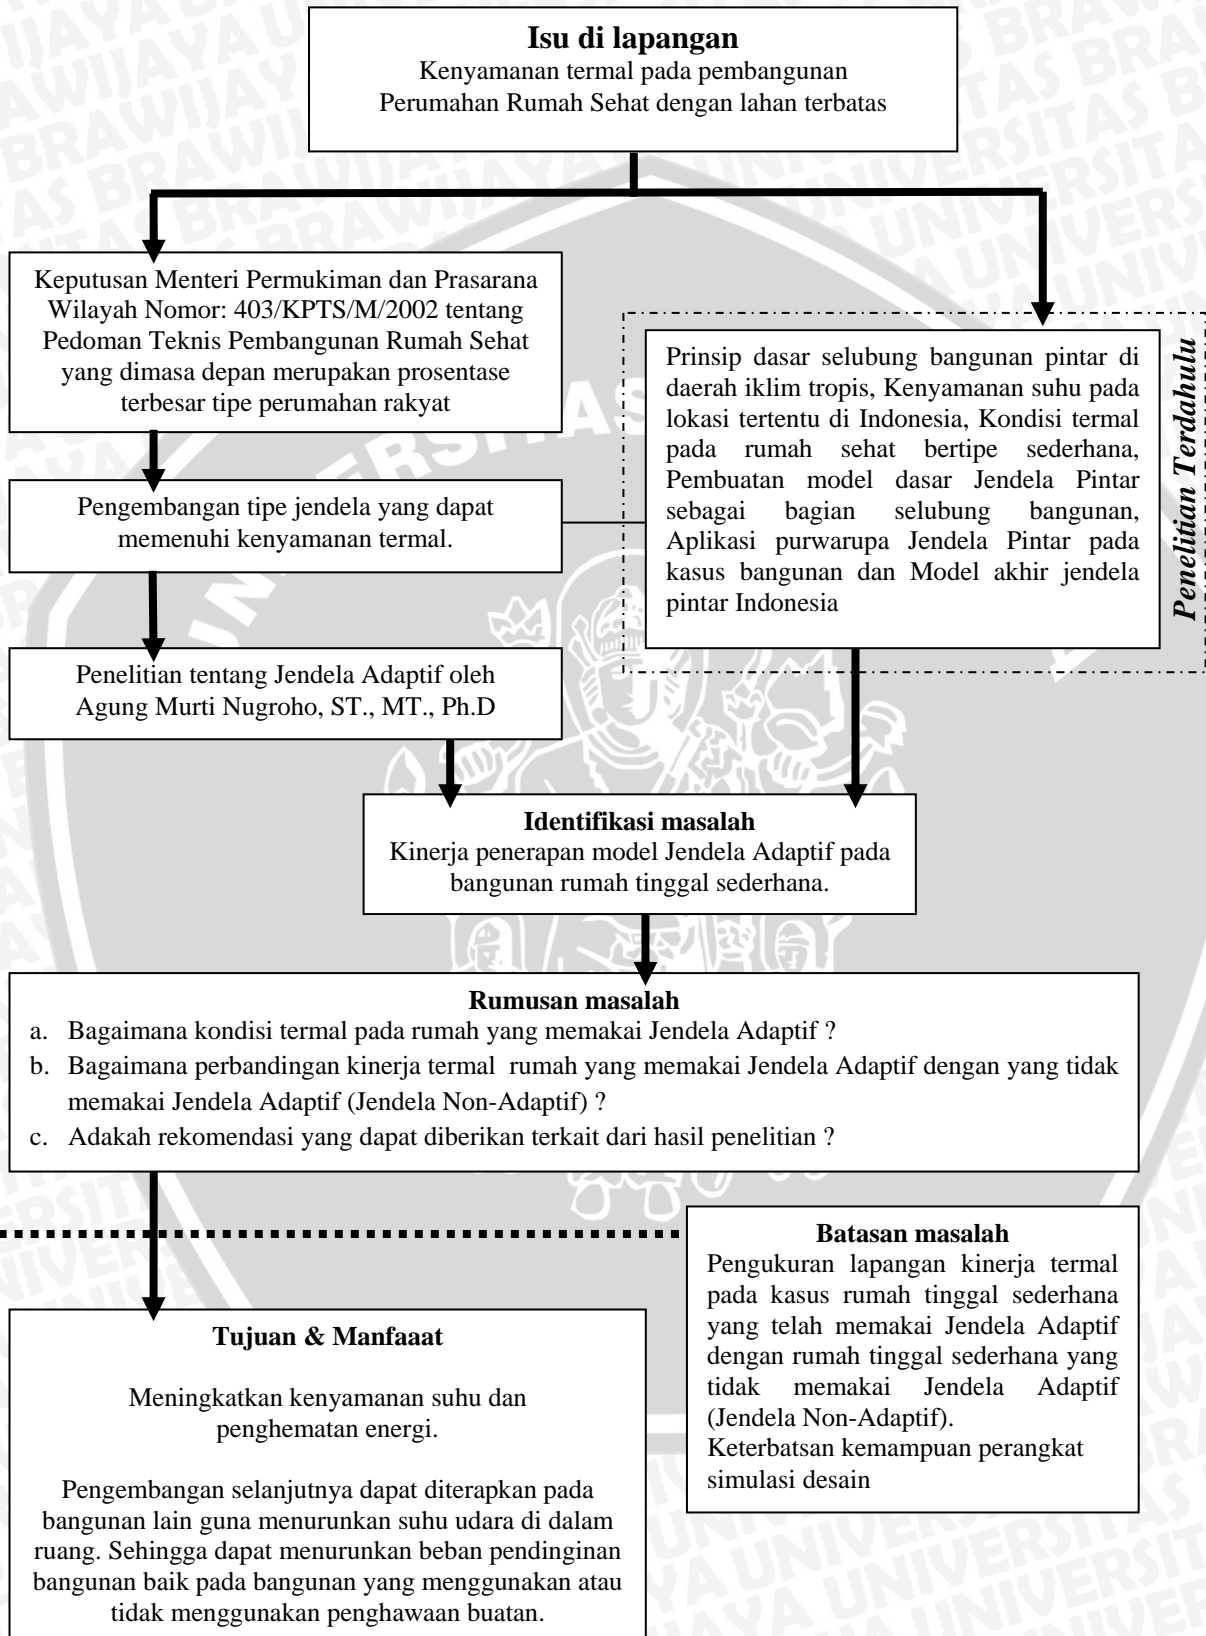 Isu di lapangan
Kenyamanan termal pada pembangunan
Perumahan Rumah Sehat dengan lahan terbatas
Keputusan Menteri Permukiman dan Prasarana
Wilayah Nomor: 403/KPTS/M/2002 tentang
Pedoman Teknis Pembangunan Rumah Sehat
yang dimasa depan merupakan prosentase
terbesar tipe perumahan rakyat
Prinsip dasar selubung bangunan pintar di
daerah iklim tropis, Kenyamanan suhu pada
lokasi tertentu di Indonesia, Kondisi termal
pada rumah sehat bertipe sederhana,
Pembuatan model dasar Jendela Pintar
sebagai bagian selubung bangunan,
Aplikasi purwarupa Jendela Pintar pada
kasus bangunan dan Model akhir jendela
pintar Indonesia
Penelitian Terdahulu
Pengembangan tipe jendela yang dapat
memenuhi kenyamanan termal.
Penelitian tentang Jendela Adaptif oleh
Agung Murti Nugroho, ST., MT., Ph.D
Identifikasi masalah
Kinerja penerapan model Jendela Adaptif pada
bangunan rumah tinggal sederhana.
Rumusan masalah
a. Bagaimana kondisi termal pada rumah yang memakai Jendela Adaptif ?
b. Bagaimana perbandingan kinerja termal rumah yang memakai Jendela Adaptif dengan yang tidak
memakai Jendela Adaptif (Jendela Non-Adaptif) ?
c. Adakah rekomendasi yang dapat diberikan terkait dari hasil penelitian ?
Batasan masalah
Pengukuran lapangan kinerja termal
pada kasus rumah tinggal sederhana
yang telah memakai Jendela Adaptif
dengan rumah tinggal sederhana yang
tidak memakai Jendela Adaptif
(Jendela Non-Adaptif).
Keterbatsan kemampuan perangkat
simulasi desain
Tujuan & Manfaaat
Meningkatkan kenyamanan suhu dan
penghematan energi.
Pengembangan selanjutnya dapat diterapkan pada
bangunan lain guna menurunkan suhu udara di dalam
ruang. Sehingga dapat menurunkan beban pendinginan
bangunan baik pada bangunan yang menggunakan atau
tidak menggunakan penghawaan buatan.